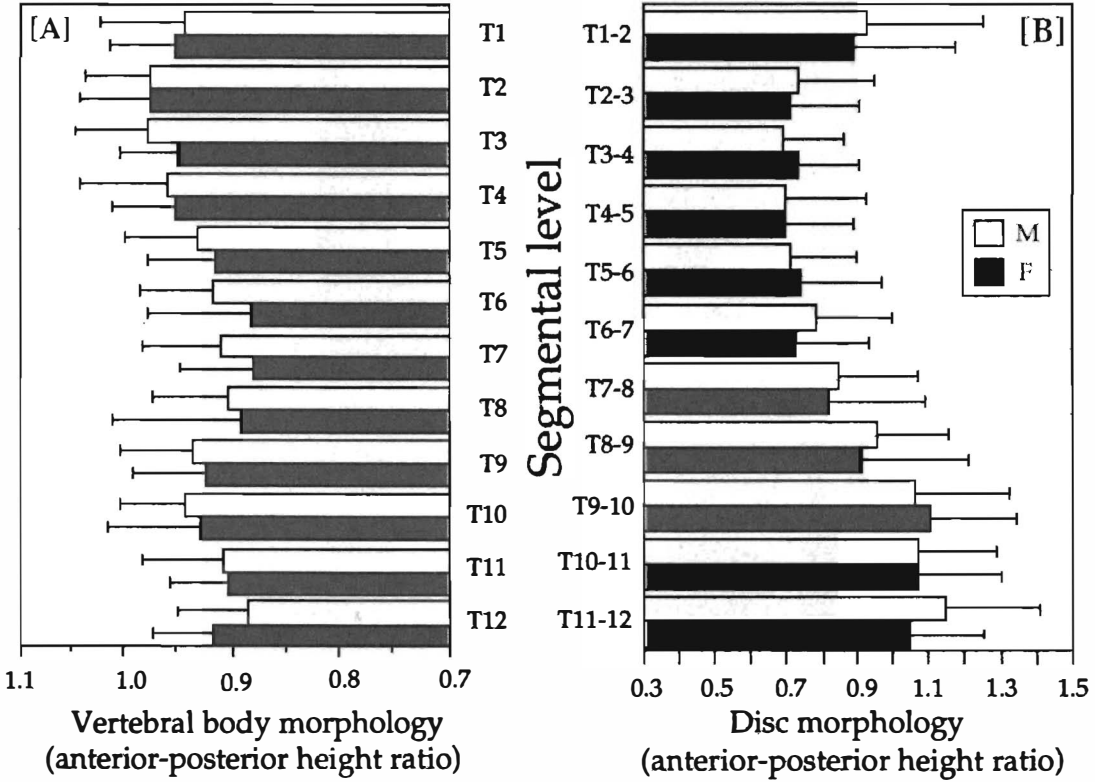 [A]
T1
T2
T3
T4
T5
T6
T7
T8
T9
T10
T11
T12
1.1 1.0 0.9 0.8 0.7
Vertebral body morphology
(anterior-posterior height ratio)
Segmental level
[B]
T1-2
T2-3
T3-4
T4-5
T5-6
T6-7
T7-8
T8-9
T9-10
T10-11
T11-12
M
F
0.3 0.5 0.7 0.9 1.1 1.3 1.5
Disc morphology
(anterior-posterior height ratio)